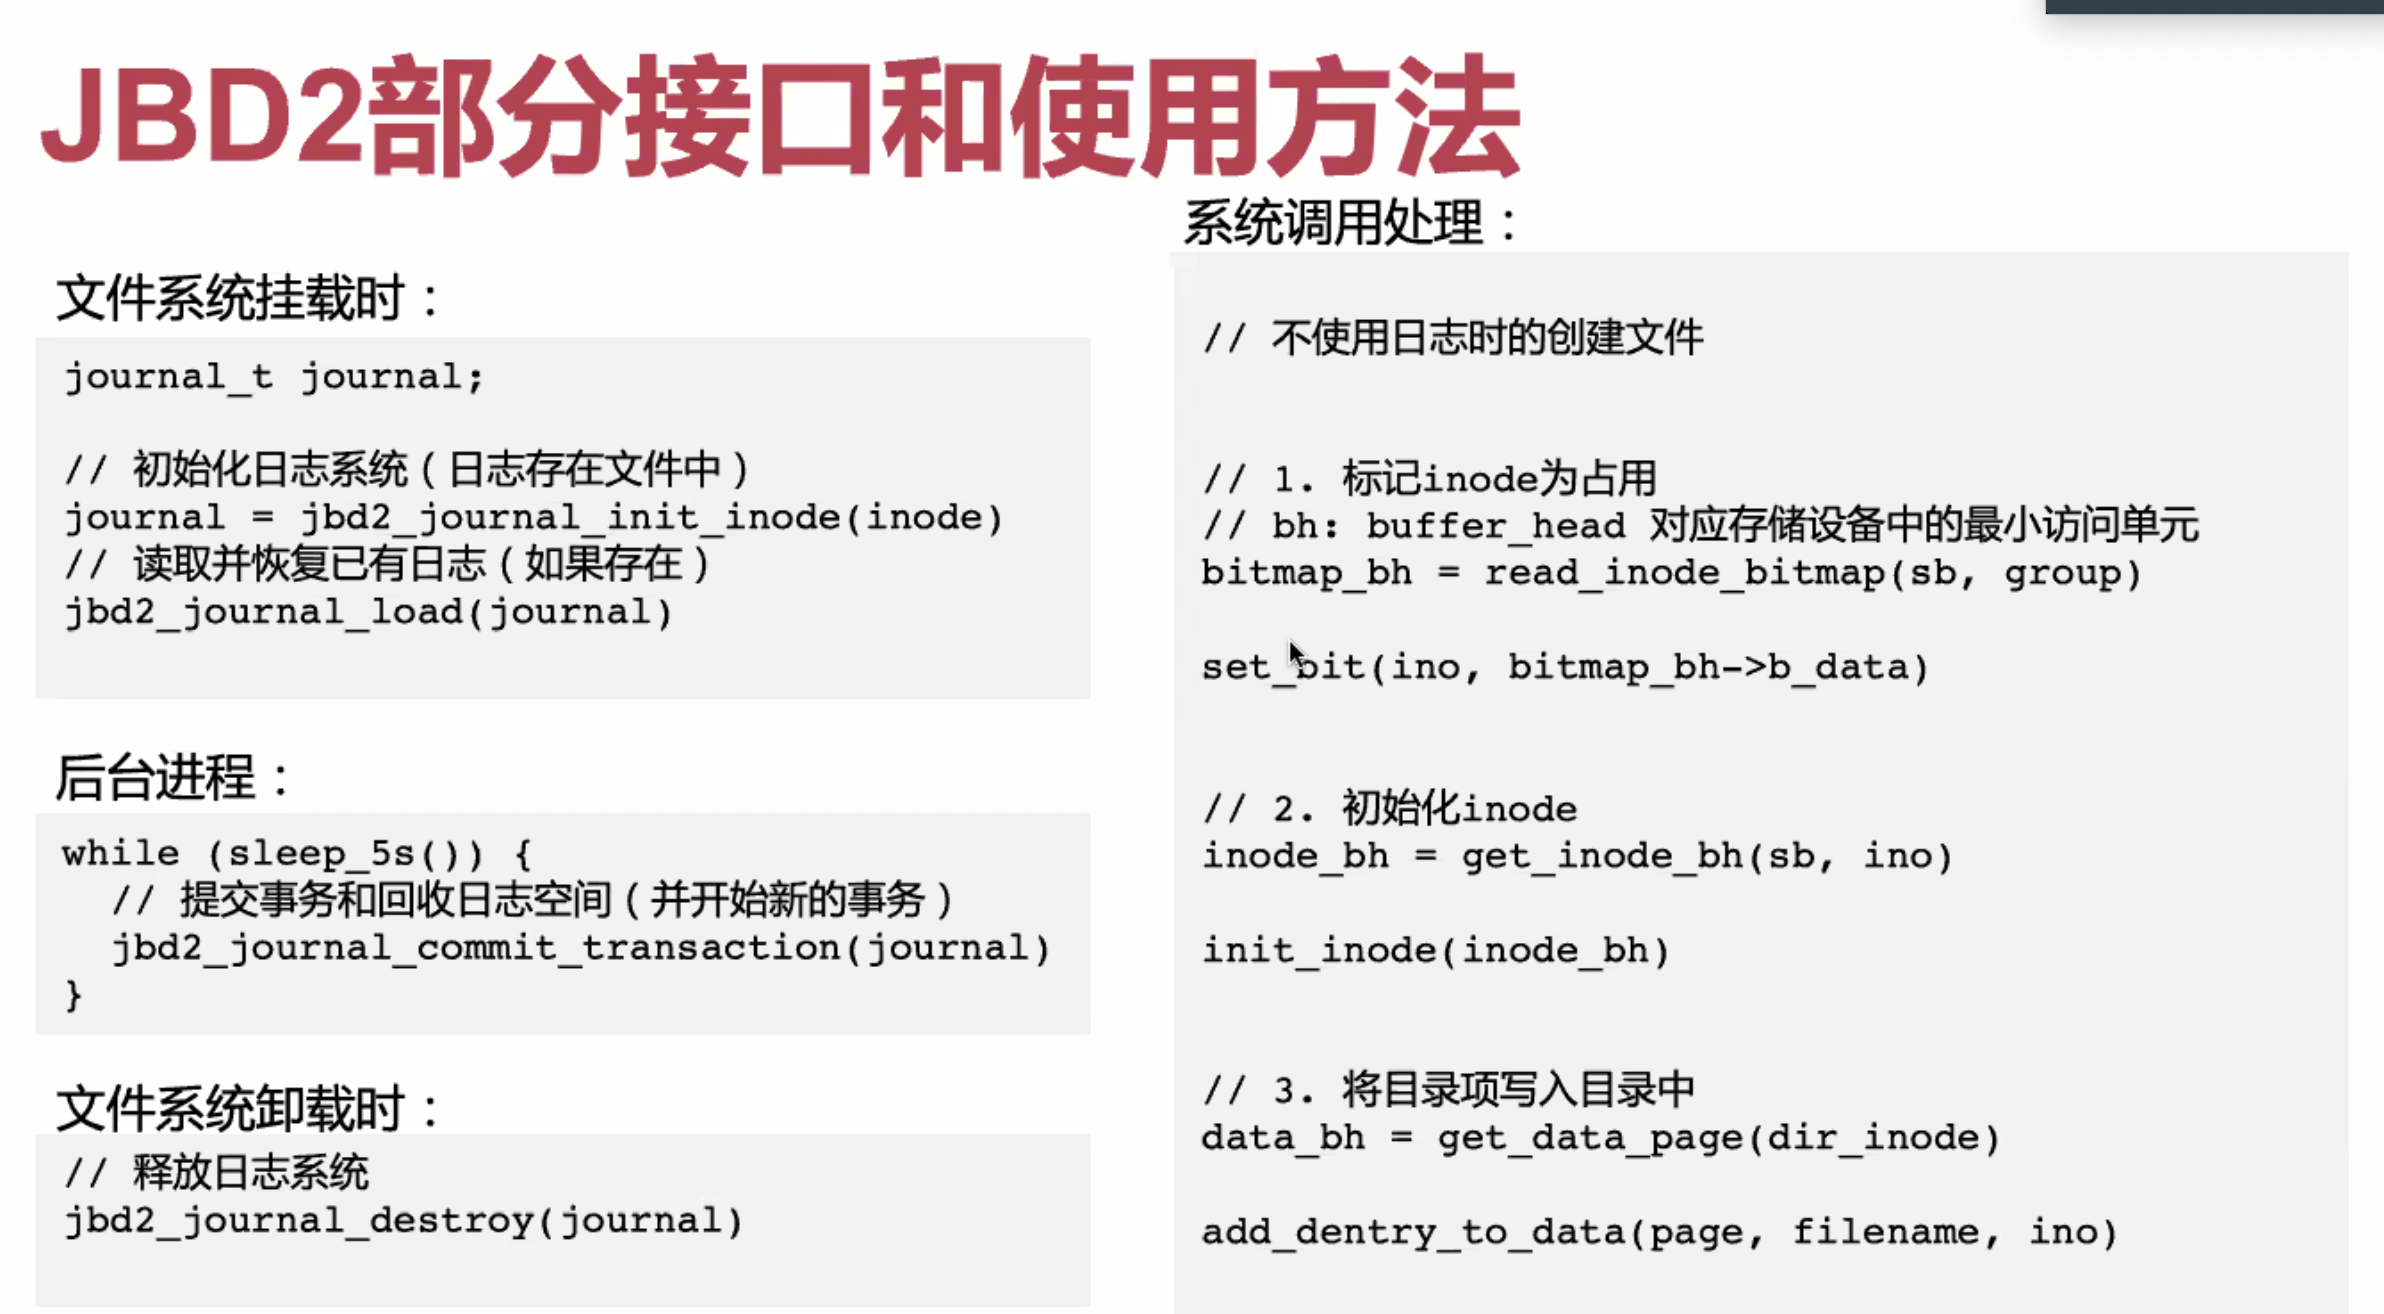 JBD2部分接口和使用方法
文件系统挂载时：
journal_t journal;
// 初始化日志系统（日志存在文件中）
journal = jbd2_journal_init_inode(inode)
// 读取并恢复已有日志（如果存在）
jbd2_journal_load(journal)
后台进程：
while (sleep_5s()) {
// 提交事务和回收日志空间（并开始新的事务）
jbd2_journal_commit_transaction(journal)
}
文件系统卸载时：
// 释放日志系统
jbd2_journal_destroy(journal)
系统调用处理：
// 不使用日志时的创建文件
// 1. 标记inode为占用
// bh: buffer_head 对应存储设备中的最小访问单元
bitmap_bh = read_inode_bitmap(sb, group)
set_bit(ino, bitmap_bh->b_data)
// 2. 初始化inode
inode_bh = get_inode_bh(sb, ino)
init_inode(inode_bh)
// 3. 将目录项写入目录中
data_bh = get_data_page(dir_inode)
add_dentry_to_data(page, filename, ino)